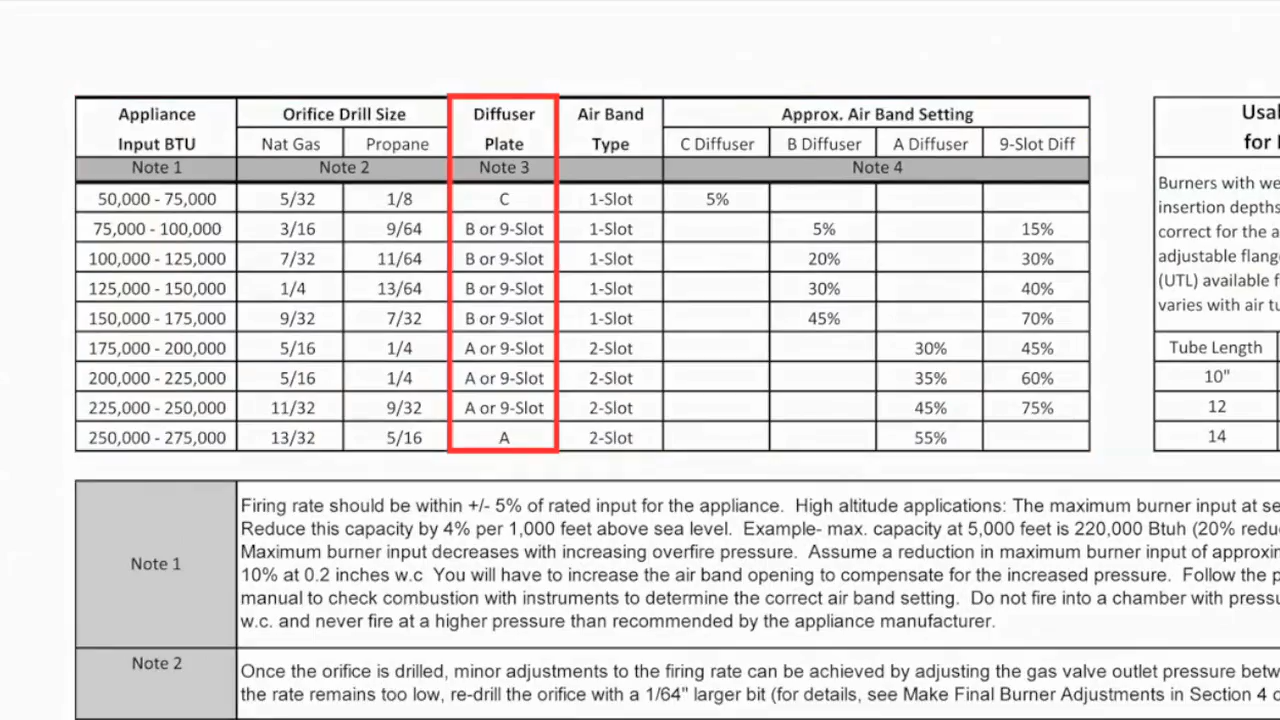 Appliance Orifice Drill Size Diffuser Air Band Approx. Air Band Setting
Input BTU Nat Gas Propane Plate Type C Diffuser B Diffuser A Diffuser 9-Slot Diff
Note 1 Note 2 Note 3 Note 4
50,000 - 75,000 5/32 1/8 C 1-Slot 5%
75,000 - 100,000 3/16 9/64 B or 9-Slot 1-Slot 5% 15%
100,000 - 125,000 7/32 11/64 B or 9-Slot 1-Slot 20% 30%
125,000 - 150,000 1/4 13/64 B or 9-Slot 1-Slot 30% 40%
150,000 - 175,000 9/32 7/32 B or 9-Slot 1-Slot 45% 70%
175,000 - 200,000 5/16 1/4 A or 9-Slot 2-Slot 30% 45%
200,000 - 225,000 5/16 1/4 A or 9-Slot 2-Slot 35% 60%
225,000 - 250,000 11/32 9/32 A or 9-Slot 2-Slot 45% 75%
250,000 - 275,000 13/32 5/16 A 2-Slot 55%
for
Burners with
insertion depths
correct for the
adjustable
(UTL) available
varies with air
Tube Length
10"
12
14
Note 1
Firing rate should be within +/- 5% of rated input for the appliance. High altitude applications: The maximum burner input at
Reduce this capacity by 4% per 1,000 feet above sea level. Example- max. capacity at 5,000 feet is 220,000 Btuh (20%
Maximum burner input decreases with increasing overfire pressure. Assume a reduction in maximum burner input of
10% at 0.2 inches w.c You will have to increase the air band opening to compensate for the increased pressure. Follow the
manual to check combustion with instruments to determine the correct air band setting. Do not fire into a chamber with
w.c. and never fire at a higher pressure than recommended by the appliance manufacturer.
Note 2
Once the orifice is drilled, minor adjustments to the firing rate can be achieved by adjusting the gas valve outlet pressure
the rate remains too low, re-drill the orifice with a 1/64" larger bit (for details, see Make Final Burner Adjustments in Section 4